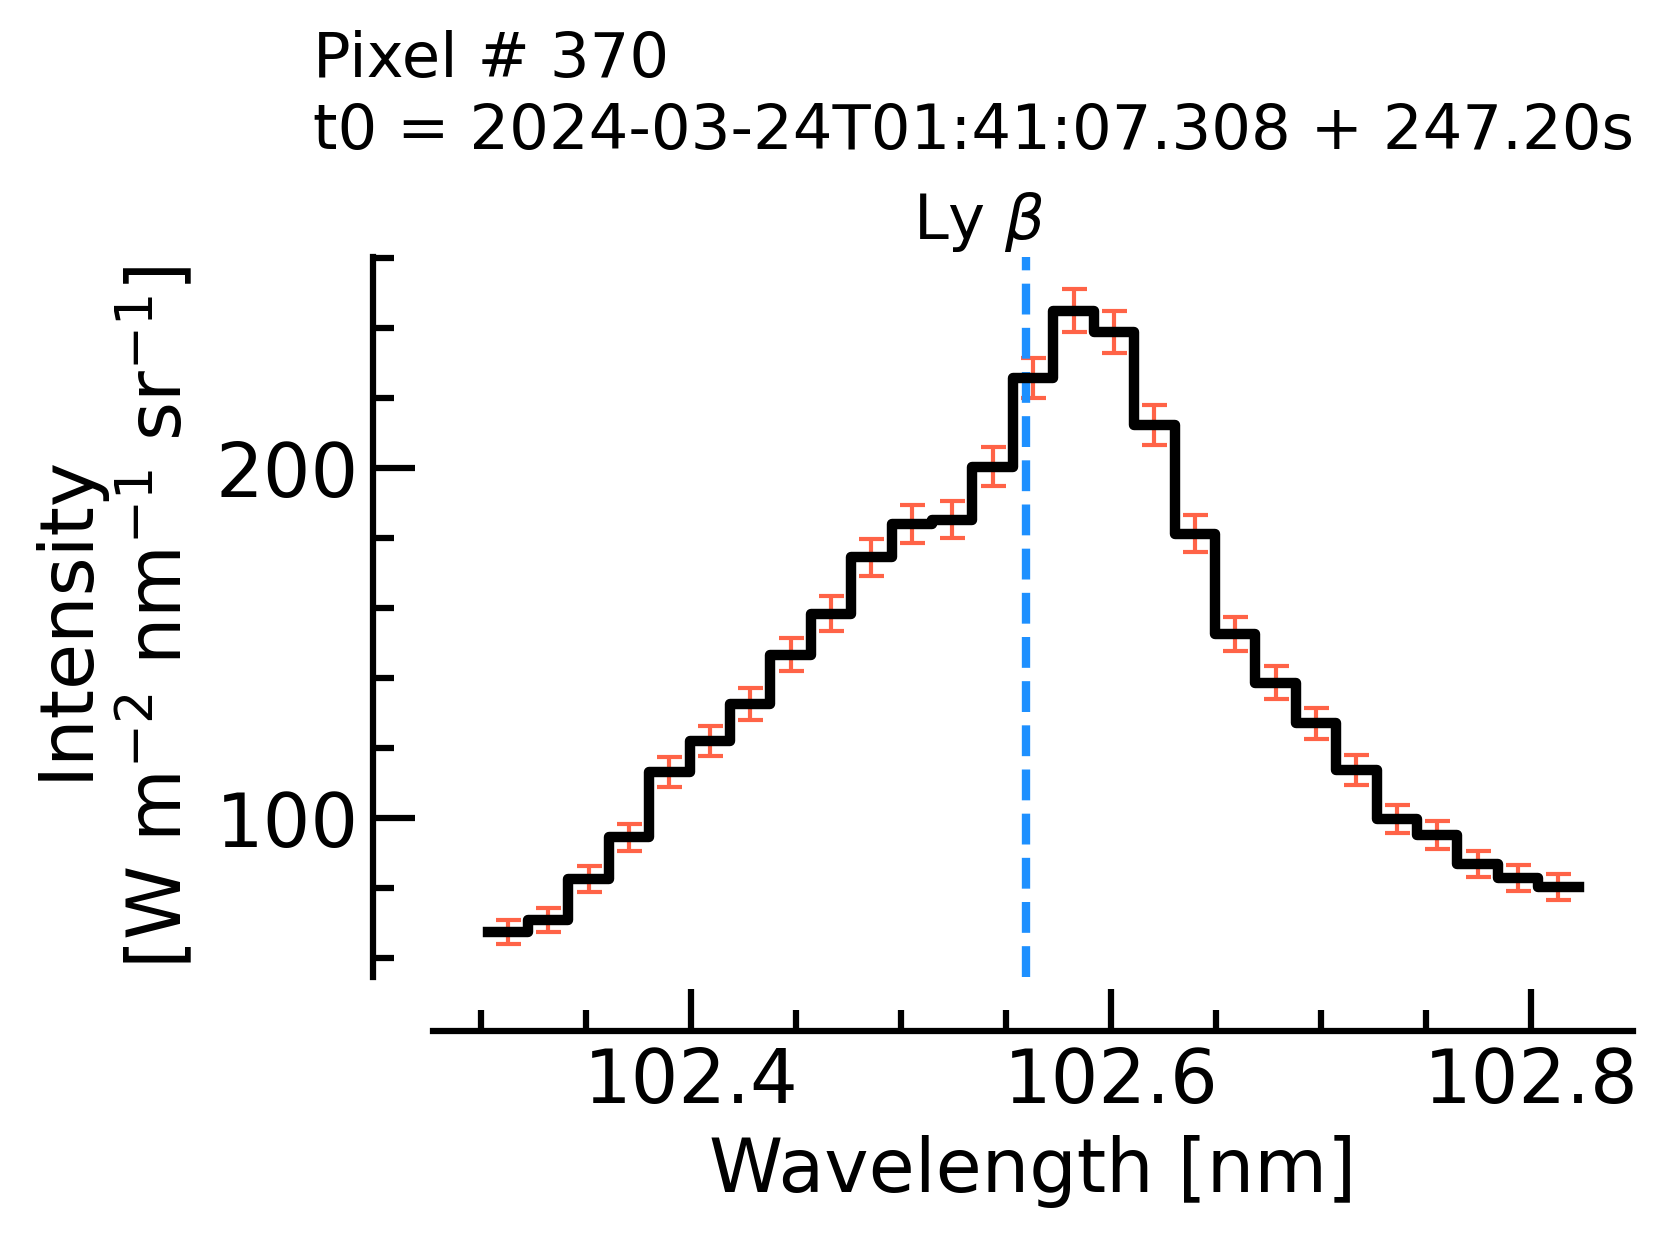 Pixel # 370
t0 = 2024-03-24T01:41:07.308 + 247.20s
Ly β
Intensity
[W m⁻² nm⁻¹ sr⁻¹]
200
100
102.4 102.6 102.8
Wavelength [nm]